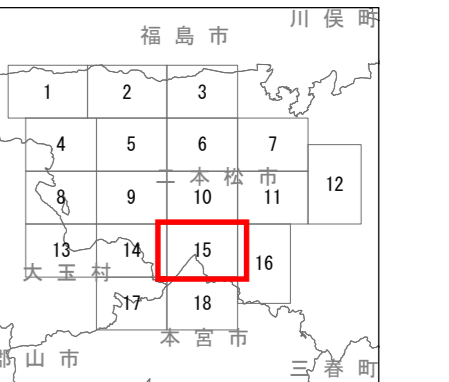 川俣町
福島市
1 2 3
4 5 6 7
二本松市
8 9 10 11 12
13 14 15 16
大玉村
17 18
本宮市
郡山市
三春町